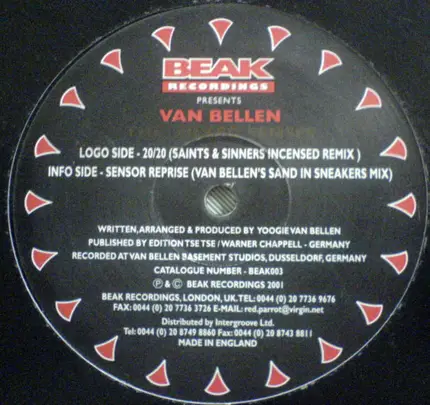 BEAK
RECORDINGS
PRESENTS
VAN BELLEN
LOGO SIDE - 20/20 (SAINTS & SINNERS INCENSED REMIX )
INFO SIDE - SENSOR REPRISE (VAN BELLEN'S SAND IN SNEAKERS MIX)
WRITTEN, ARRANGED & PRODUCED BY YOOGIE VAN BELLEN
PUBLISHED BY EDITION TSE TSE / WARNER CHAPPELL - GERMANY
RECORDED AT VAN BELLEN BASEMENT STUDIOS, DUSSELDORF, GERMANY
CATALOGUE NUMBER - BEAK003
℗ & © BEAK RECORDINGS 2001
BEAK RECORDINGS, LONDON, UK. TEL: 0044 (0) 20 7736 9676
FAX: 0044 (0) 20 7736 3726 E-MAIL: red.parrot@virgin.net
Distributed by Intergroove Ltd.
Tel: 0044 (0) 20 8749 8860 Fax: 0044 (0) 20 8743 8811
MADE IN ENGLAND